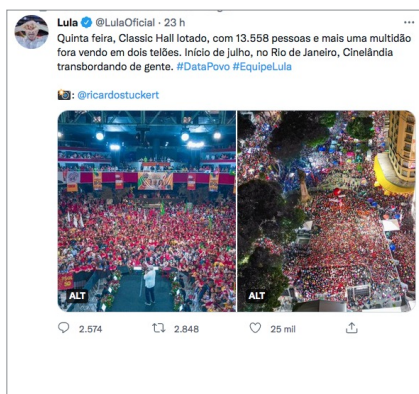 Lula @LulaOficial · 23 h
Quinta feira, Classic Hall lotado, com 13.558 pessoas e mais uma multidão
fora vendo em dois telões. Início de julho, no Rio de Janeiro, Cinelândia
transbordando de gente. #DataPovo #EquipeLula
📸: @ricardostuckert
ALT
ALT
2.574 2.848 25 mil